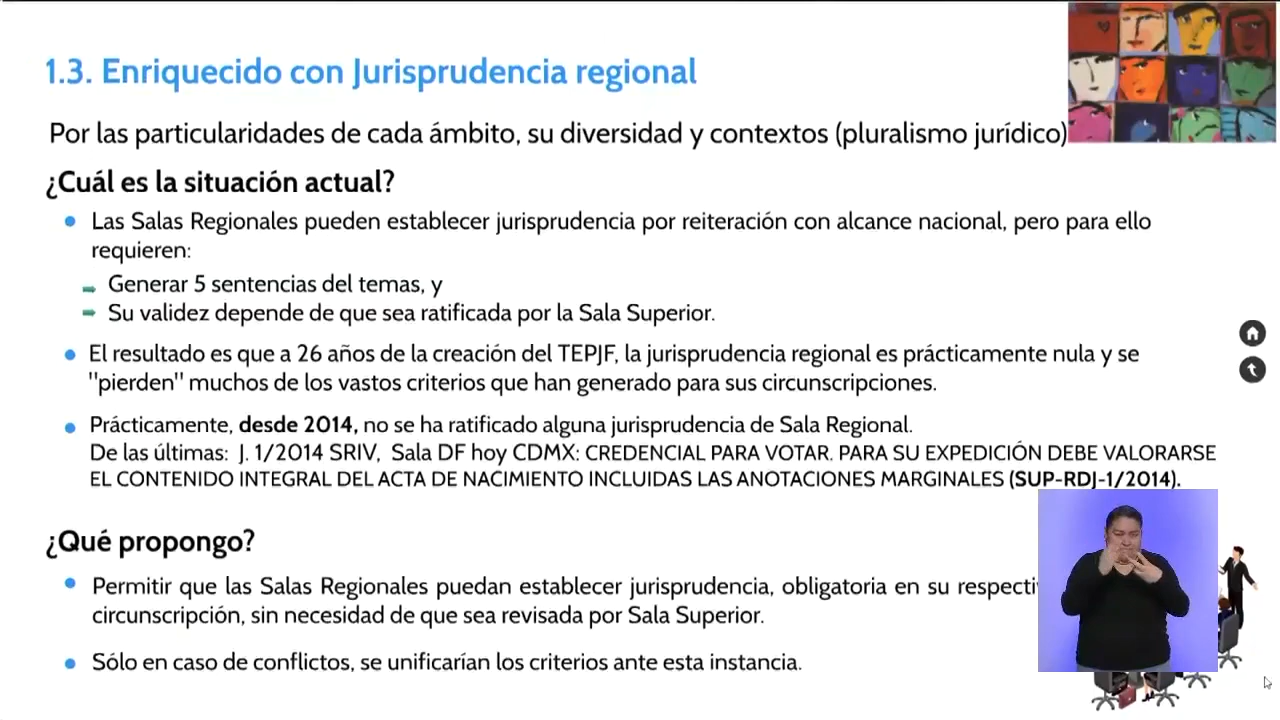 1.3. Enriquecido con Jurisprudencia regional
Por las particularidades de cada ámbito, su diversidad y contextos (pluralismo jurídico)
¿Cuál es la situación actual?
Las Salas Regionales pueden establecer jurisprudencia por reiteración con alcance nacional, pero para ello
requieren:
Generar 5 sentencias del temas, y
Su validez depende de que sea ratificada por la Sala Superior.
El resultado es que a 26 años de la creación del TEPJF, la jurisprudencia regional es prácticamente nula y se
"pierden" muchos de los vastos criterios que han generado para sus circunscripciones.
Prácticamente, desde 2014, no se ha ratificado alguna jurisprudencia de Sala Regional.
De las últimas: J. 1/2014 SRIV, Sala DF hoy CDMX: CREDENCIAL PARA VOTAR. PARA SU EXPEDICIÓN DEBE VALORARSE
EL CONTENIDO INTEGRAL DEL ACTA DE NACIMIENTO INCLUIDAS LAS ANOTACIONES MARGINALES (SUP-RDJ-1/2014).
¿Qué propongo?
Permitir que las Salas Regionales puedan establecer jurisprudencia, obligatoria en su respectiv
circunscripción, sin necesidad de que sea revisada por Sala Superior.
Sólo en caso de conflictos, se unificarían los criterios ante esta instancia.